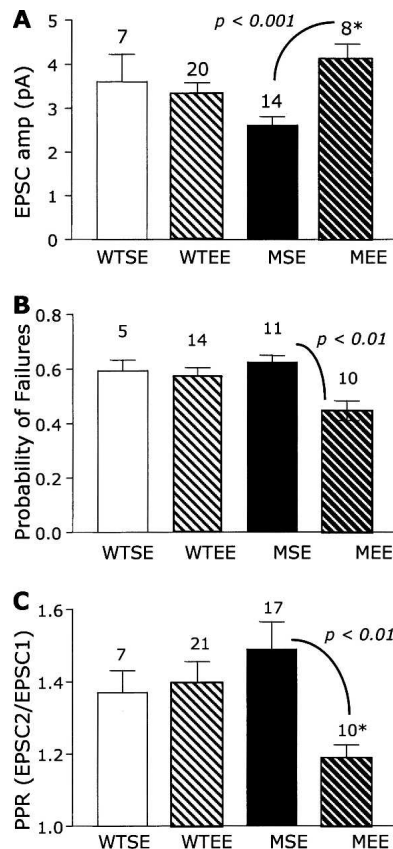 A
EPSC amp (pA)
5
4
3
2
1
0
7
20
14
8*
p < 0.001
WTSE
WTEE
MSE
MEE
B
Probability of Failures
0.8
0.6
0.4
0.2
0.0
5
14
11
10
p < 0.01
WTSE
WTEE
MSE
MEE
C
PPR (EPSC2/EPSC1)
1.6
1.4
1.2
1.0
7
21
17
10*
p < 0.01
WTSE
WTEE
MSE
MEE